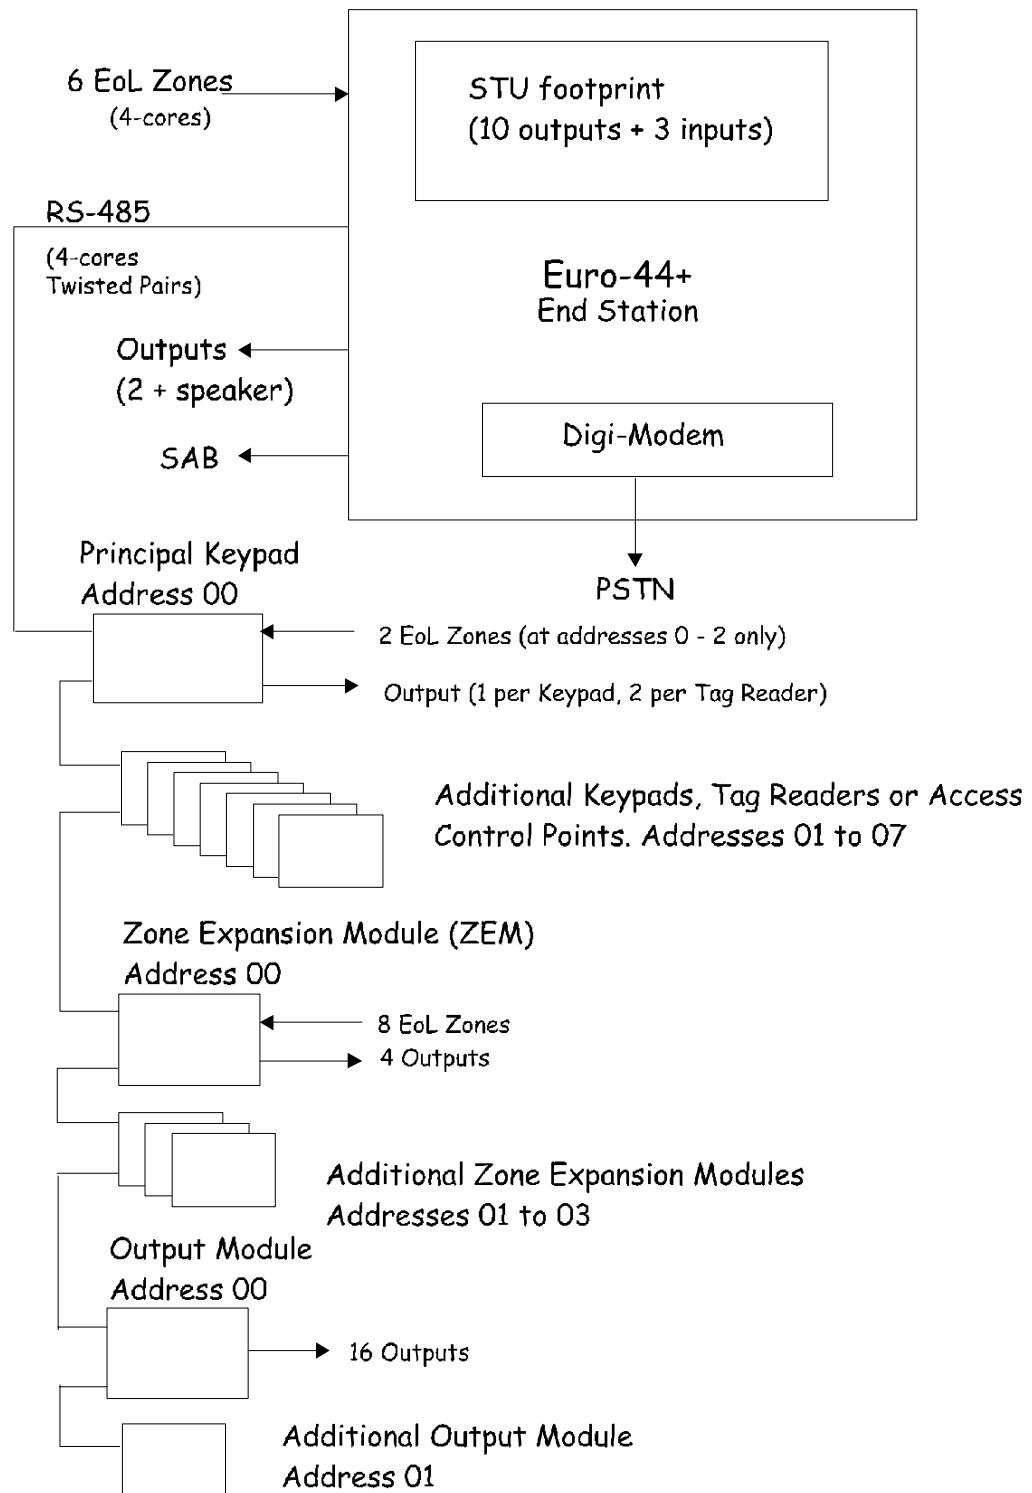 6 EoL Zones
(4-cores)
STU footprint
(10 outputs + 3 inputs)
RS-485
(4-cores
Twisted Pairs)
Euro-44+
End Station
Outputs
(2 + speaker)
Digi-Modem
SAB
Principal Keypad
Address 00
PSTN
2 EoL Zones (at addresses 0 - 2 only)
Output (1 per Keypad, 2 per Tag Reader)
Additional Keypads, Tag Readers or Access
Control Points. Addresses 01 to 07
Zone Expansion Module (ZEM)
Address 00
8 EoL Zones
4 Outputs
Additional Zone Expansion Modules
Addresses 01 to 03
Output Module
Address 00
16 Outputs
Additional Output Module
Address 01